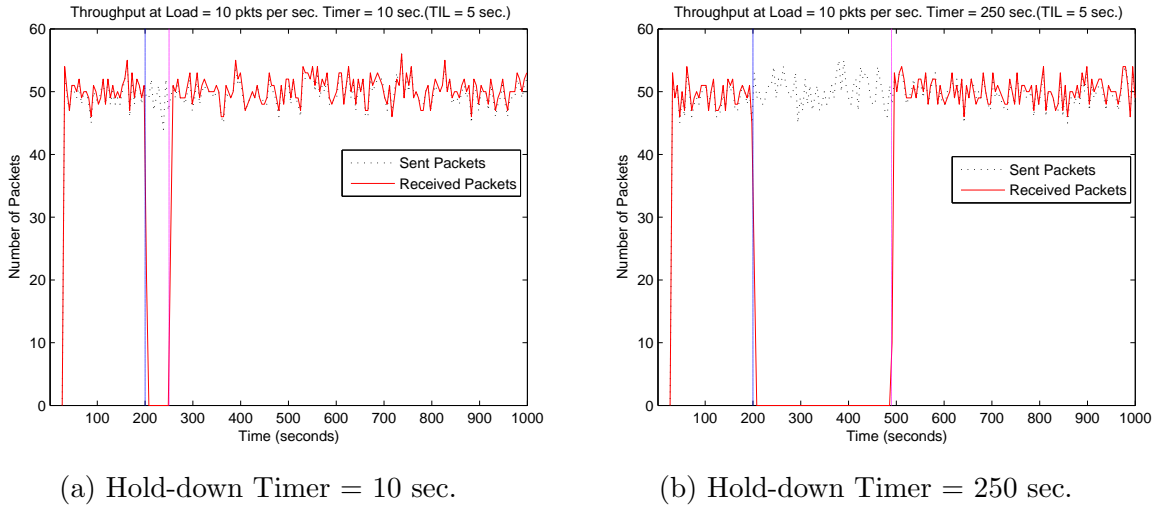 Throughput at Load = 10 pkts per sec. Timer = 10 sec.(TIL = 5 sec.)
60
50
40
30
20
10
0
Number of Packets
Sent Packets
Received Packets
100 200 300 400 500 600 700 800 900 1000
Time (seconds)
(a) Hold-down Timer = 10 sec.
Throughput at Load = 10 pkts per sec. Timer = 250 sec.(TIL = 5 sec.)
60
50
40
30
20
10
0
Number of Packets
Sent Packets
Received Packets
100 200 300 400 500 600 700 800 900 1000
Time (seconds)
(b) Hold-down Timer = 250 sec.